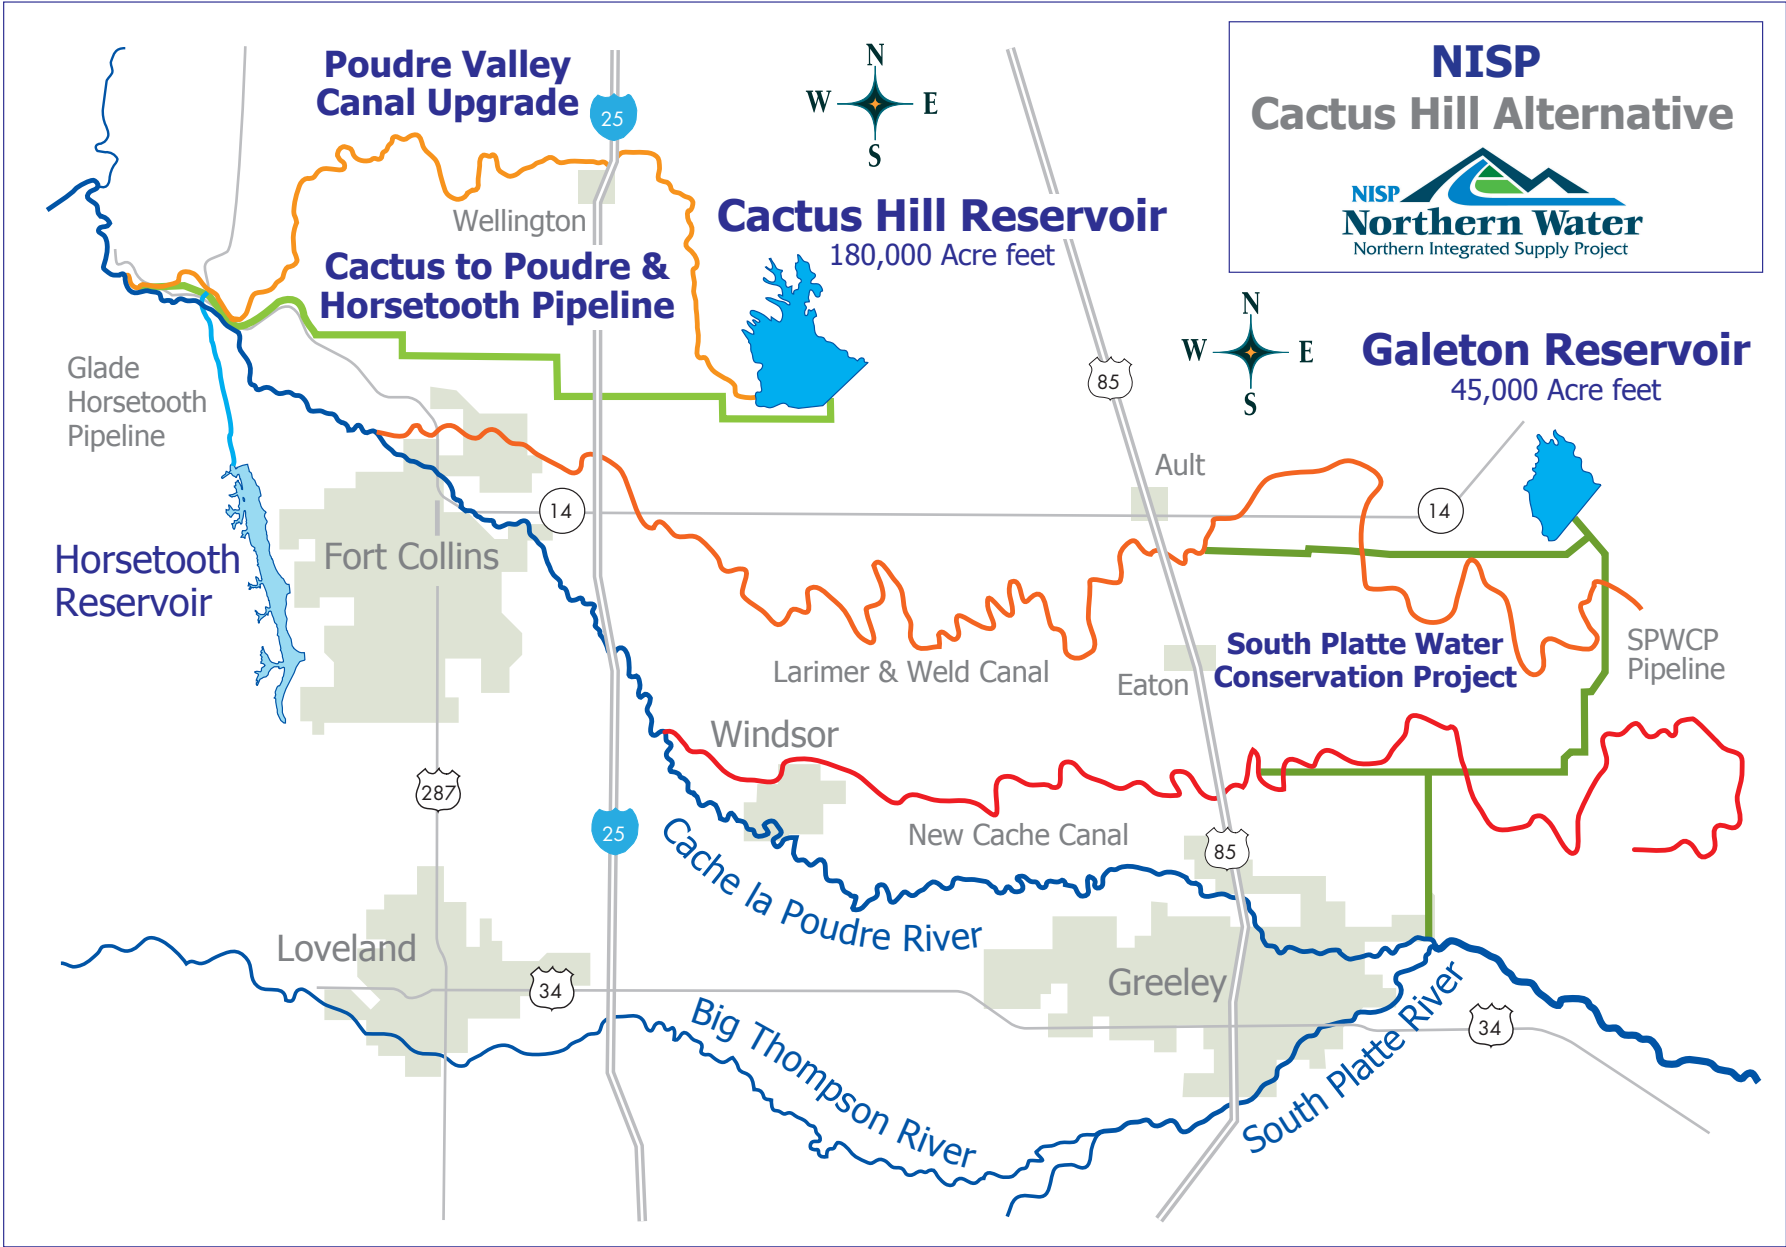 Poudre Valley
Canal Upgrade
25
N
W E
S
NISP
Cactus Hill Alternative
NISP
Northern Water
Northern Integrated Supply Project
Wellington
Cactus Hill Reservoir
180,000 Acre feet
Cactus to Poudre &
Horsetooth Pipeline
N
W E
S
Galeton Reservoir
45,000 Acre feet
Glade
Horsetooth
Pipeline
85
Ault
14
14
Horsetooth
Reservoir
Fort Collins
Larimer & Weld Canal
Eaton
South Platte Water
Conservation Project
SPWCP
Pipeline
Windsor
287
25
New Cache Canal
85
Cache la Poudre River
Loveland
34
Greeley
Big Thompson River
South Platte River
34